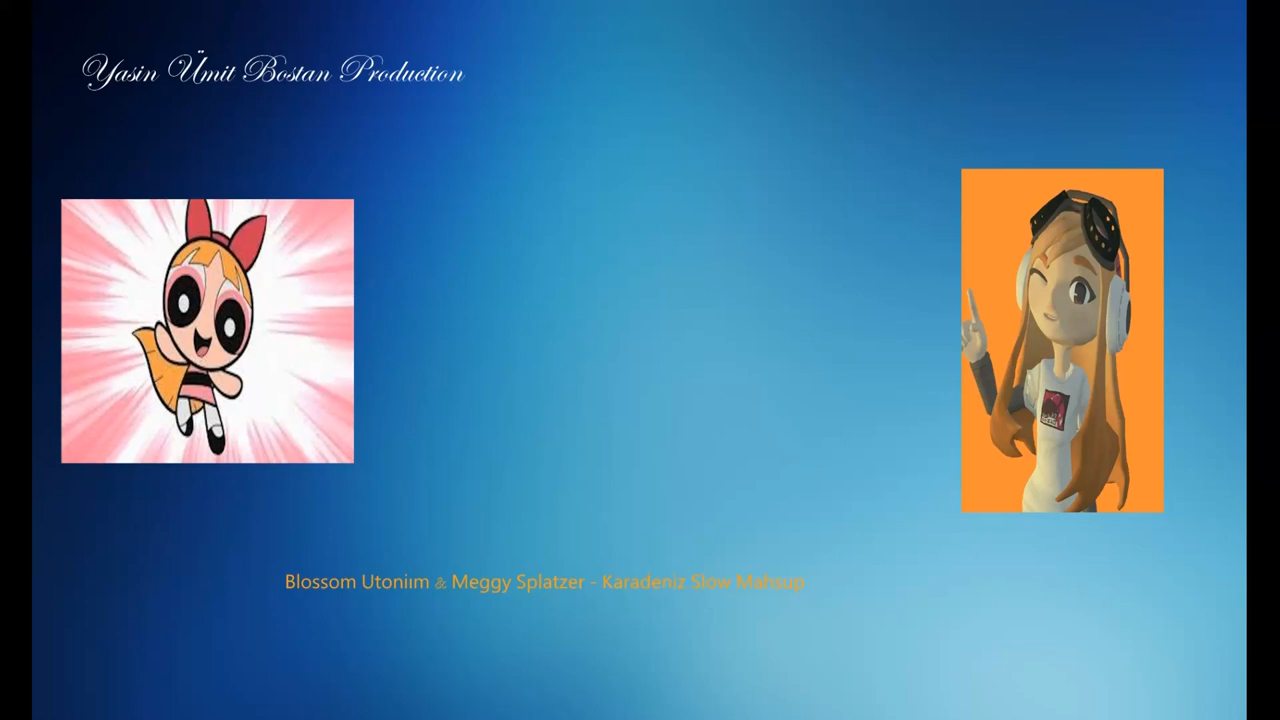 Yasin Ümit Bostan Production
Blossom Utoniım & Meggy Splatzer - Karadeniz Slow Mahsup